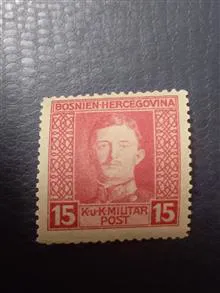 BOSNIEN-HERCEGOVINA
15 K.u.K.MILITÄR 15
POST